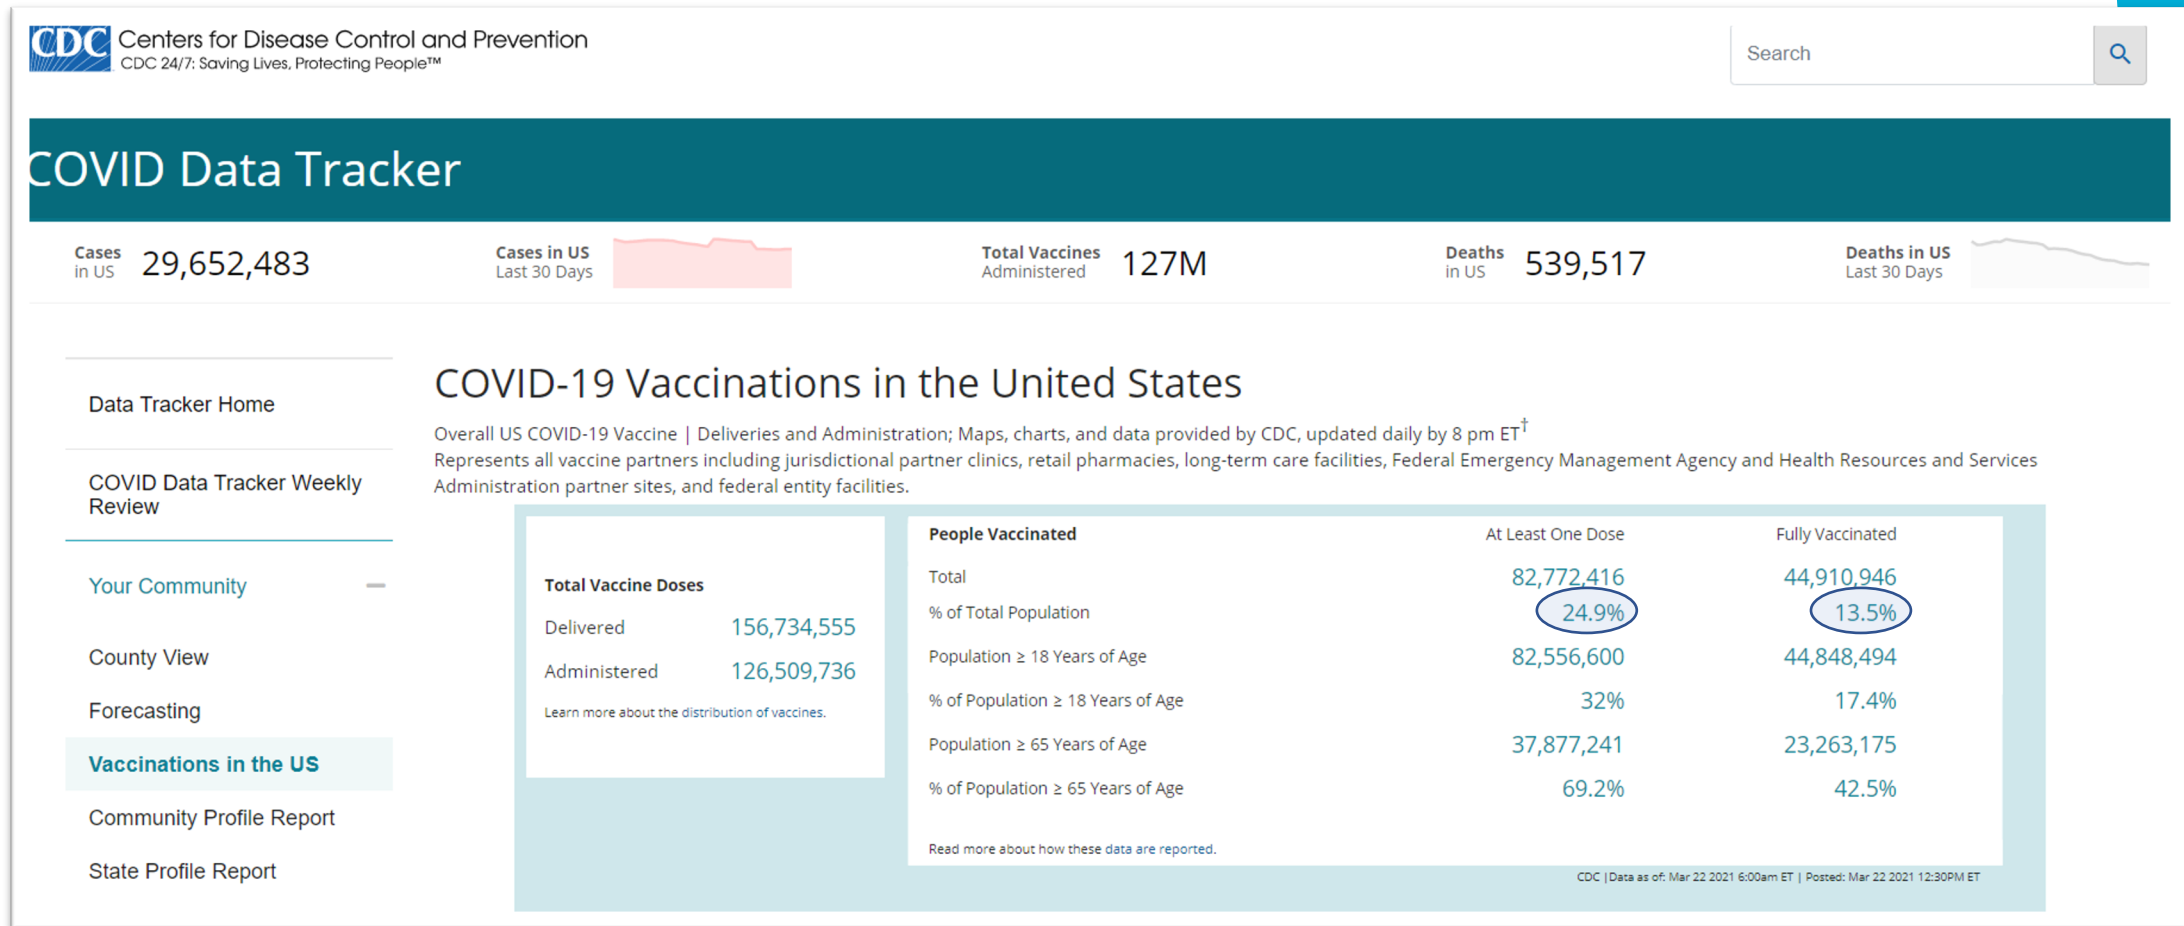 CDC Centers for Disease Control and Prevention
CDC 24/7: Saving Lives, Protecting People™
Search
COVID Data Tracker
Cases in US 29,652,483
Cases in US Last 30 Days
Total Vaccines Administered 127M
Deaths in US 539,517
Deaths in US Last 30 Days
Data Tracker Home
COVID Data Tracker Weekly
Review
Your Community
County View
Forecasting
Vaccinations in the US
Community Profile Report
State Profile Report
COVID-19 Vaccinations in the United States
Overall US COVID-19 Vaccine | Deliveries and Administration; Maps, charts, and data provided by CDC, updated daily by 8 pm ET†
Represents all vaccine partners including jurisdictional partner clinics, retail pharmacies, long-term care facilities, Federal Emergency Management Agency and Health Resources and Services
Administration partner sites, and federal entity facilities.
Total Vaccine Doses
Delivered 156,734,555
Administered 126,509,736
Learn more about the distribution of vaccines.
People Vaccinated At Least One Dose Fully Vaccinated
Total 82,772,416 44,910,946
% of Total Population 24.9% 13.5%
Population ≥ 18 Years of Age 82,556,600 44,848,494
% of Population ≥ 18 Years of Age 32% 17.4%
Population ≥ 65 Years of Age 37,877,241 23,263,175
% of Population ≥ 65 Years of Age 69.2% 42.5%
Read more about how these data are reported.
CDC | Data as of: Mar 22 2021 6:00am ET | Posted: Mar 22 2021 12:30PM ET